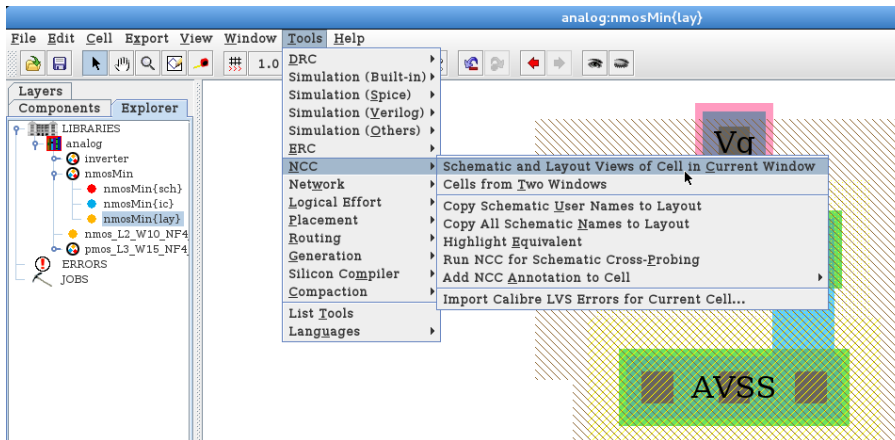 analog:nmosMin{lay}
File Edit Cell Export View Window Tools Help
1.0
Layers
Components Explorer
LIBRARIES
analog
inverter
nmosMin
nmosMin{sch}
nmosMin{ic}
nmosMin{lay}
nmos_L2_W10_NF4
pmos_L3_W15_NF4
ERRORS
JOBS
DRC
Simulation (Built-in)
Simulation (Spice)
Simulation (Verilog)
Simulation (Others)
ERC
NCC
Network
Logical Effort
Placement
Routing
Generation
Silicon Compiler
Compaction
List Tools
Languages
Schematic and Layout Views of Cell in Current Window
Cells from Two Windows
Copy Schematic User Names to Layout
Copy All Schematic Names to Layout
Highlight Equivalent
Run NCC for Schematic Cross-Probing
Add NCC Annotation to Cell
Import Calibre LVS Errors for Current Cell...
Vg
AVSS